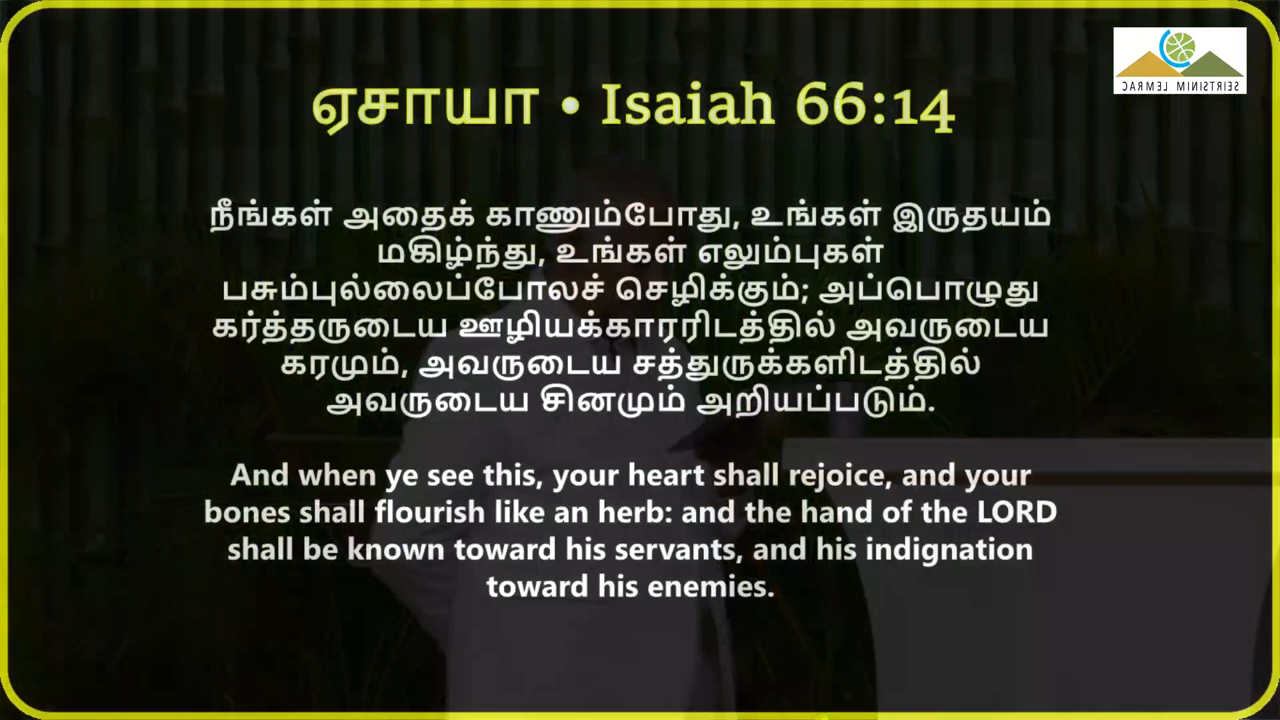 CARMEL MINISTRIES
ஏசாயா • Isaiah 66:14
நீங்கள் அதைக் காணும்போது, உங்கள் இருதயம்
மகிழ்ந்து, உங்கள் எலும்புகள்
பசும்புல்லைப்போலச் செழிக்கும்; அப்பொழுது
கர்த்தருடைய ஊழியக்காரரிடத்தில் அவருடைய
கரமும், அவருடைய சத்துருக்களிடத்தில்
அவருடைய சினமும் அறியப்படும்.
And when ye see this, your heart shall rejoice, and your
bones shall flourish like an herb: and the hand of the LORD
shall be known toward his servants, and his indignation
toward his enemies.